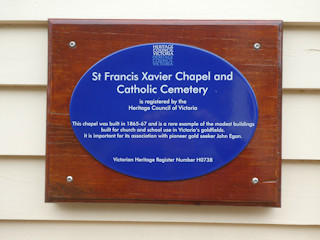 HERITAGE
COUNCIL
VICTORIA
HERITAGE
COUNCIL
VICTORIA
St Francis Xavier Chapel and
Catholic Cemetery
is registered by the
Heritage Council of Victoria
This chapel was built in 1865-67 and is a rare example of the modest buildings
built for church and school use in Victoria's goldfields.
It is important for its association with pioneer gold seeker John Egan.
Victorian Heritage Register Number H0738